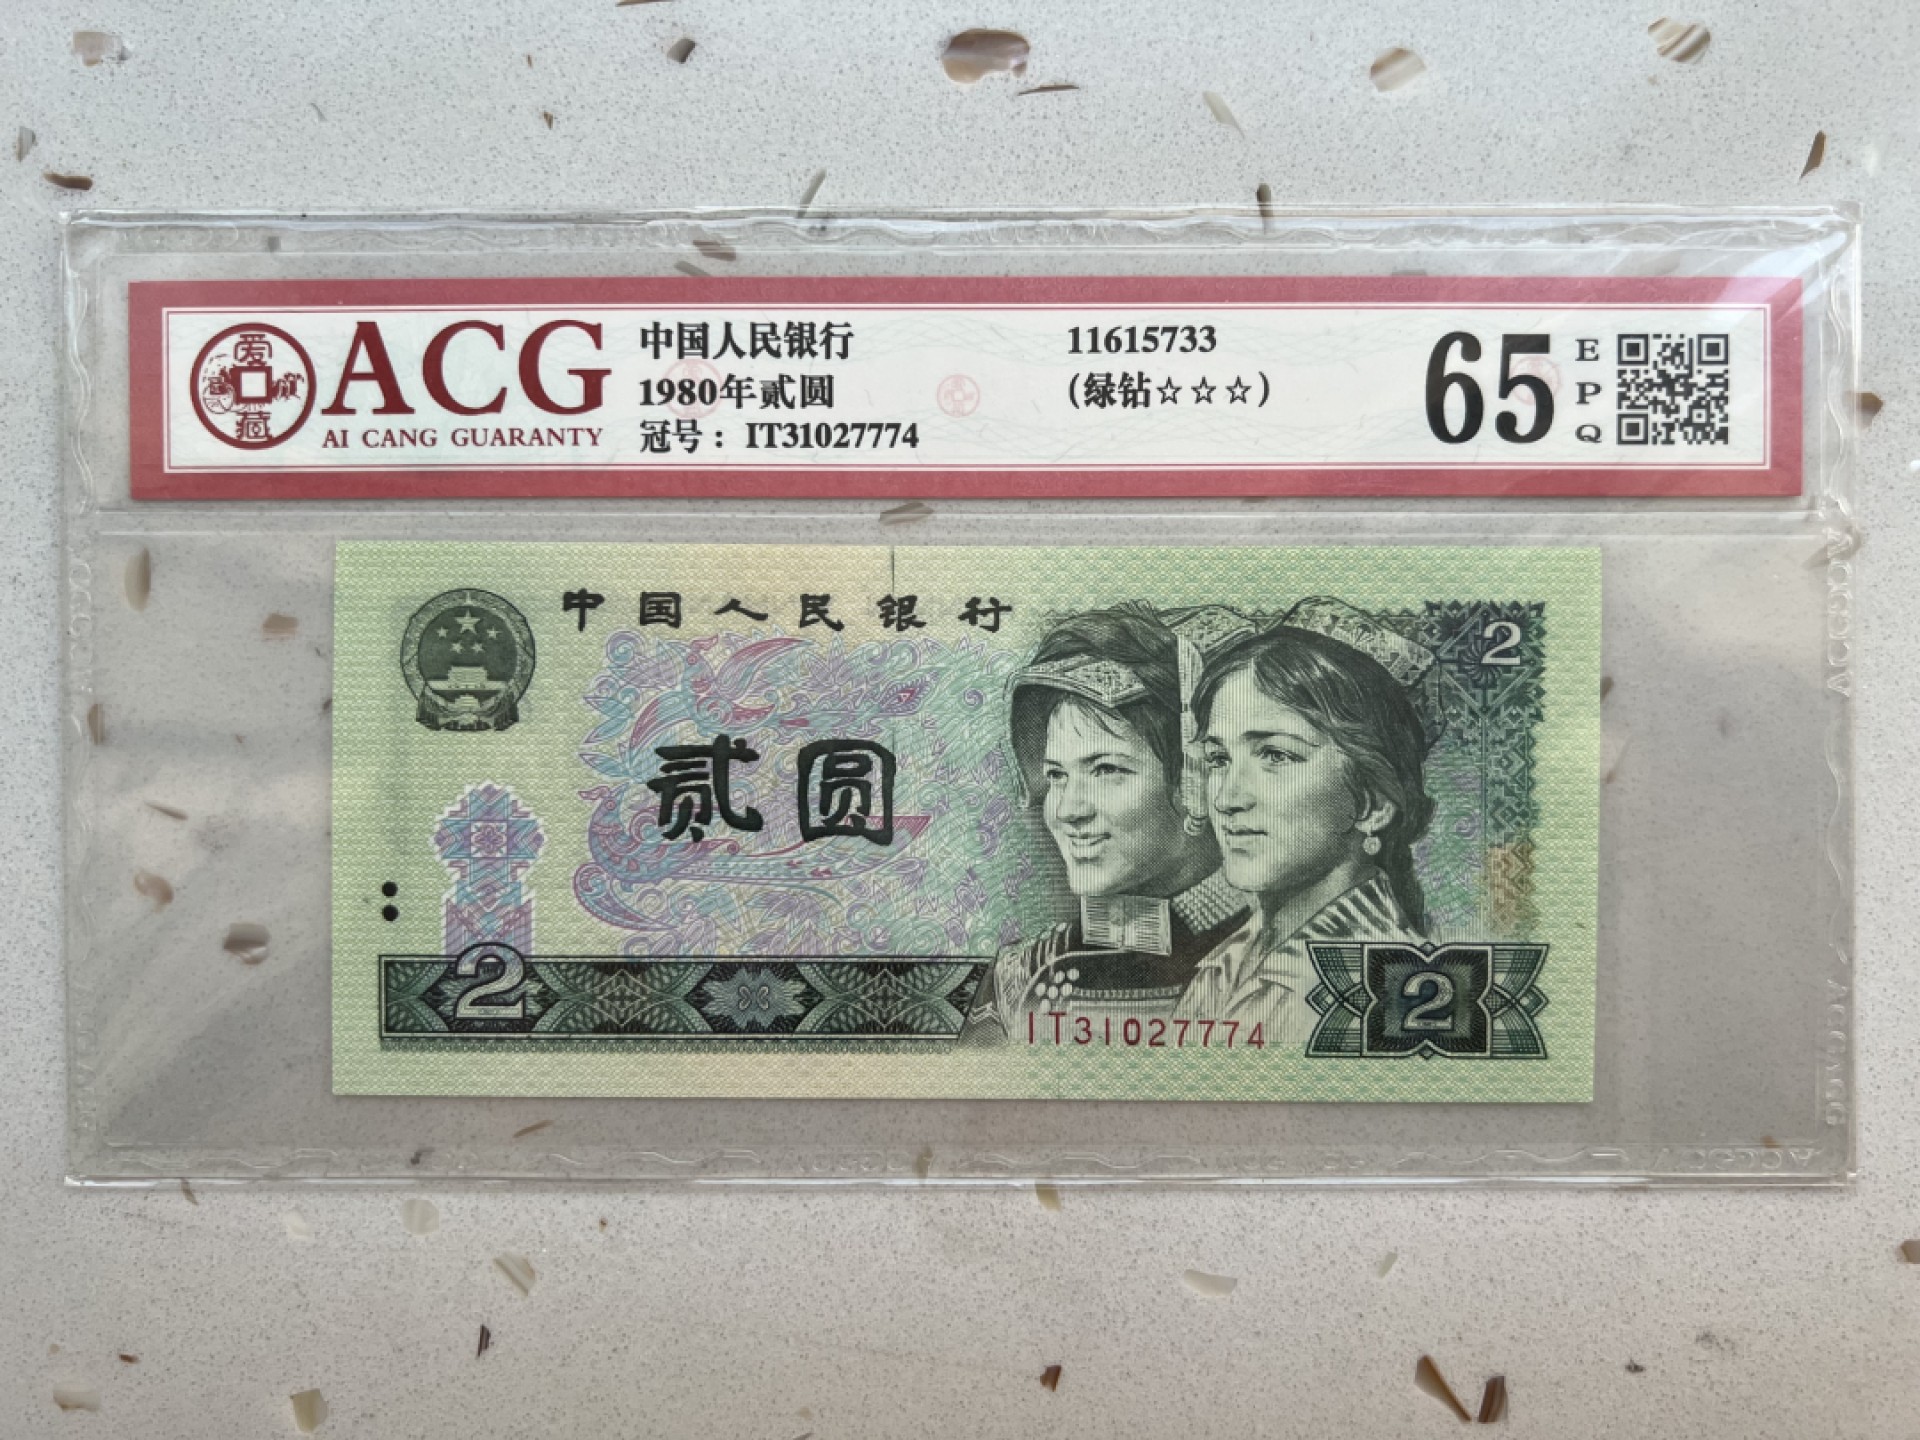 爱藏
ACG
AI CANG GUARANTY
中国人民银行
1980年贰圆
冠号：IT31027774
11615733
(绿钻☆☆☆)
65
EPQ
中国人民银行
2
贰圆
2
IT31027774
2